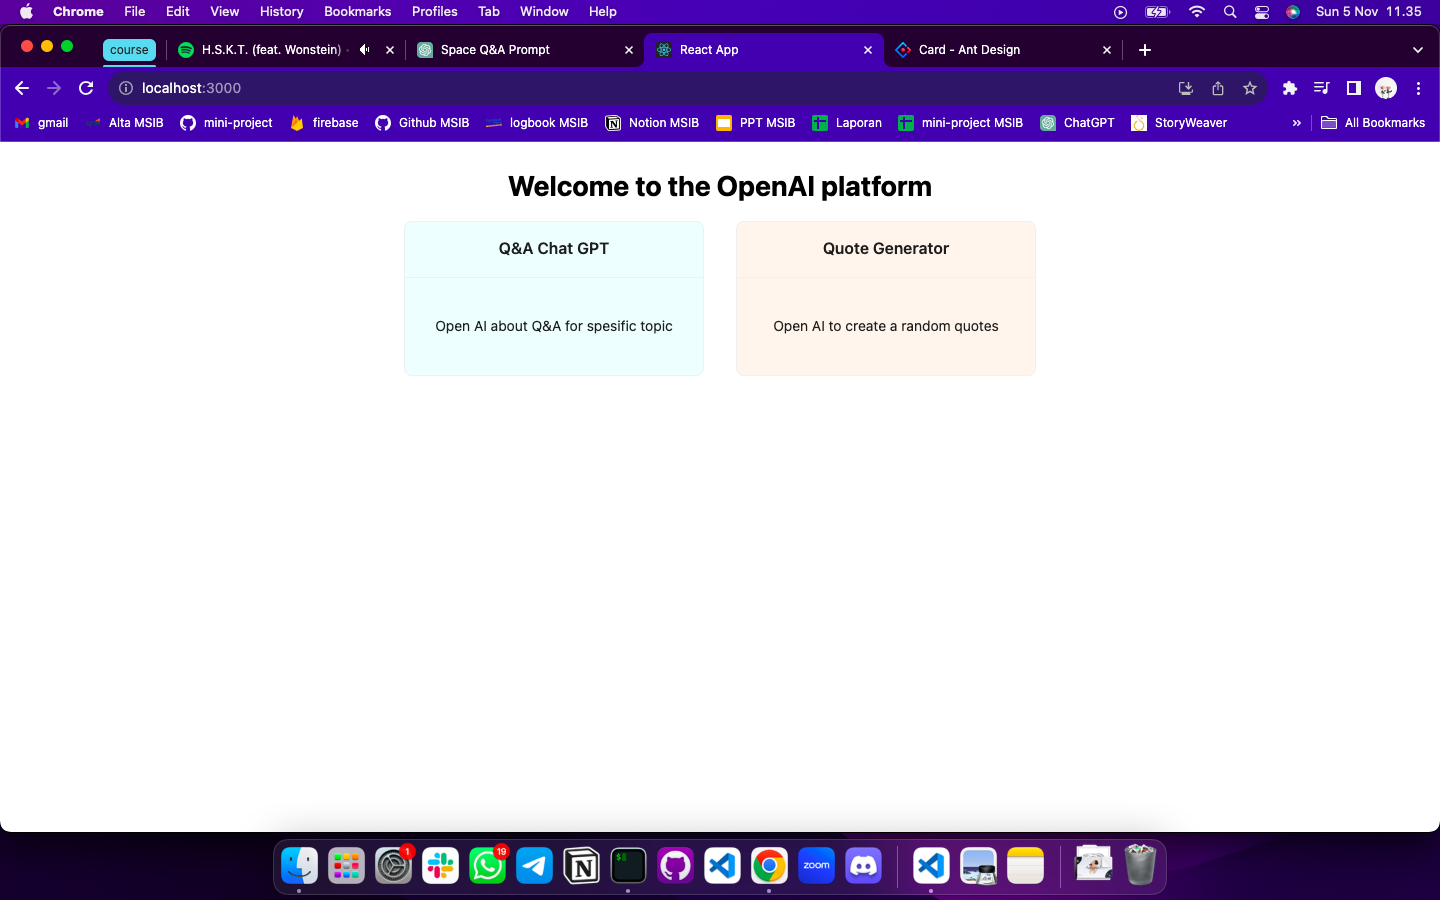 Chrome File Edit View History Bookmarks Profiles Tab Window Help Sun 5 Nov 11.35
course H.S.K.T. (feat. Wonstein) Space Q&A Prompt React App Card - Ant Design
localhost:3000
gmail Alta MSIB mini-project firebase Github MSIB logbook MSIB Notion MSIB PPT MSIB Laporan mini-project MSIB ChatGPT StoryWeaver » All Bookmarks
Welcome to the OpenAI platform
Q&A Chat GPT
Open AI about Q&A for spesific topic
Quote Generator
Open AI to create a random quotes
1 19 $ zoom